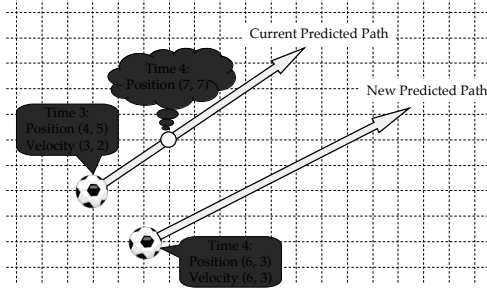 Current Predicted Path
Time 4:
Position (7, 7)
New Predicted Path
Time 3:
Position (4, 5)
Velocity (3, 2)
Time 4:
Position (6, 3)
Velocity (6, 3)